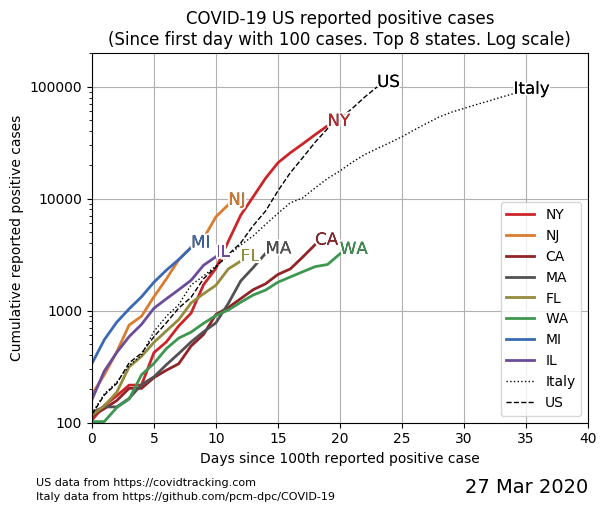 COVID-19 US reported positive cases
(Since first day with 100 cases. Top 8 states. Log scale)
Cumulative reported positive cases
100000
10000
1000
100
US
Italy
NY
NJ
MI
IL
FL
MA
CA
WA
NY
NJ
CA
MA
FL
WA
MI
IL
Italy
US
0 5 10 15 20 25 30 35 40
Days since 100th reported positive case
US data from https://covidtracking.com
Italy data from https://github.com/pcm-dpc/COVID-19
27 Mar 2020